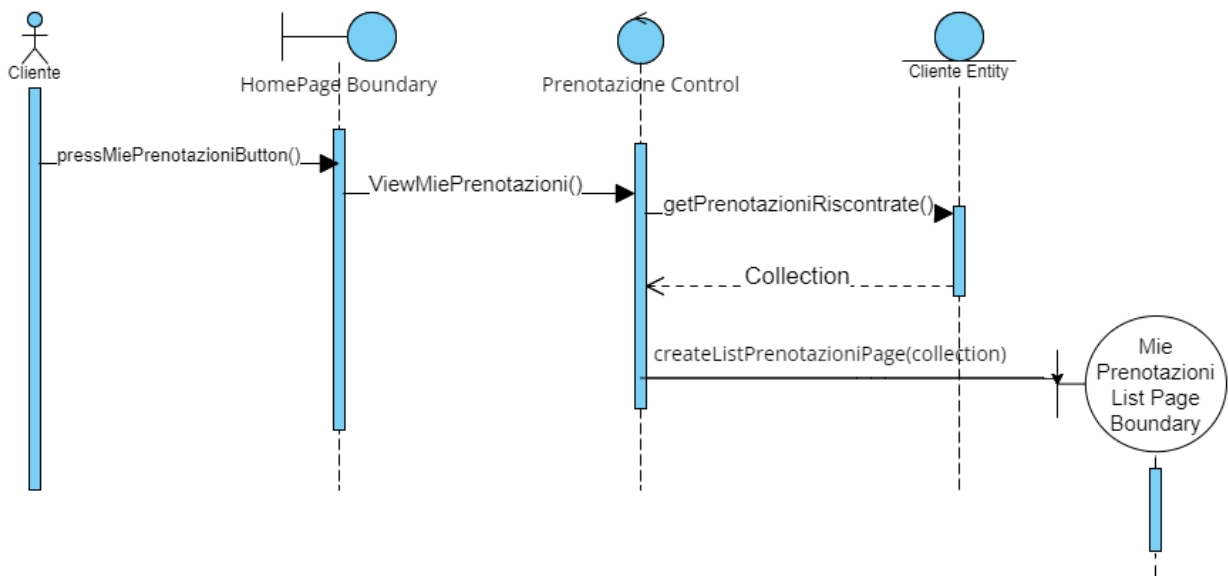 Cliente
HomePage Boundary
Prenotazione Control
Cliente Entity
pressMiePrenotazioniButton()
ViewMiePrenotazioni()
getPrenotazioniRiscontrate()
Collection
createListPrenotazioniPage(collection)
Mie
Prenotazioni
List Page
Boundary